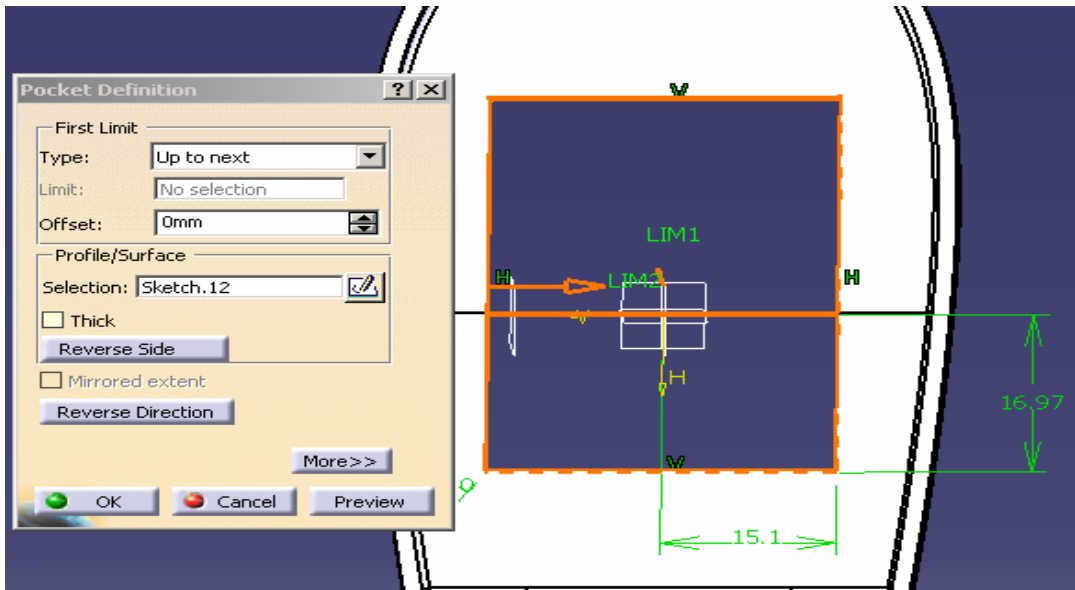 Pocket Definition
? X
First Limit
Type: Up to next
Limit: No selection
Offset: 0mm
Profile/Surface
Selection: Sketch.12
Thick
Reverse Side
Mirrored extent
Reverse Direction
More>>
OK Cancel Preview
V
LIM1
H LIM2 H
V
H
16,97
V
15.1